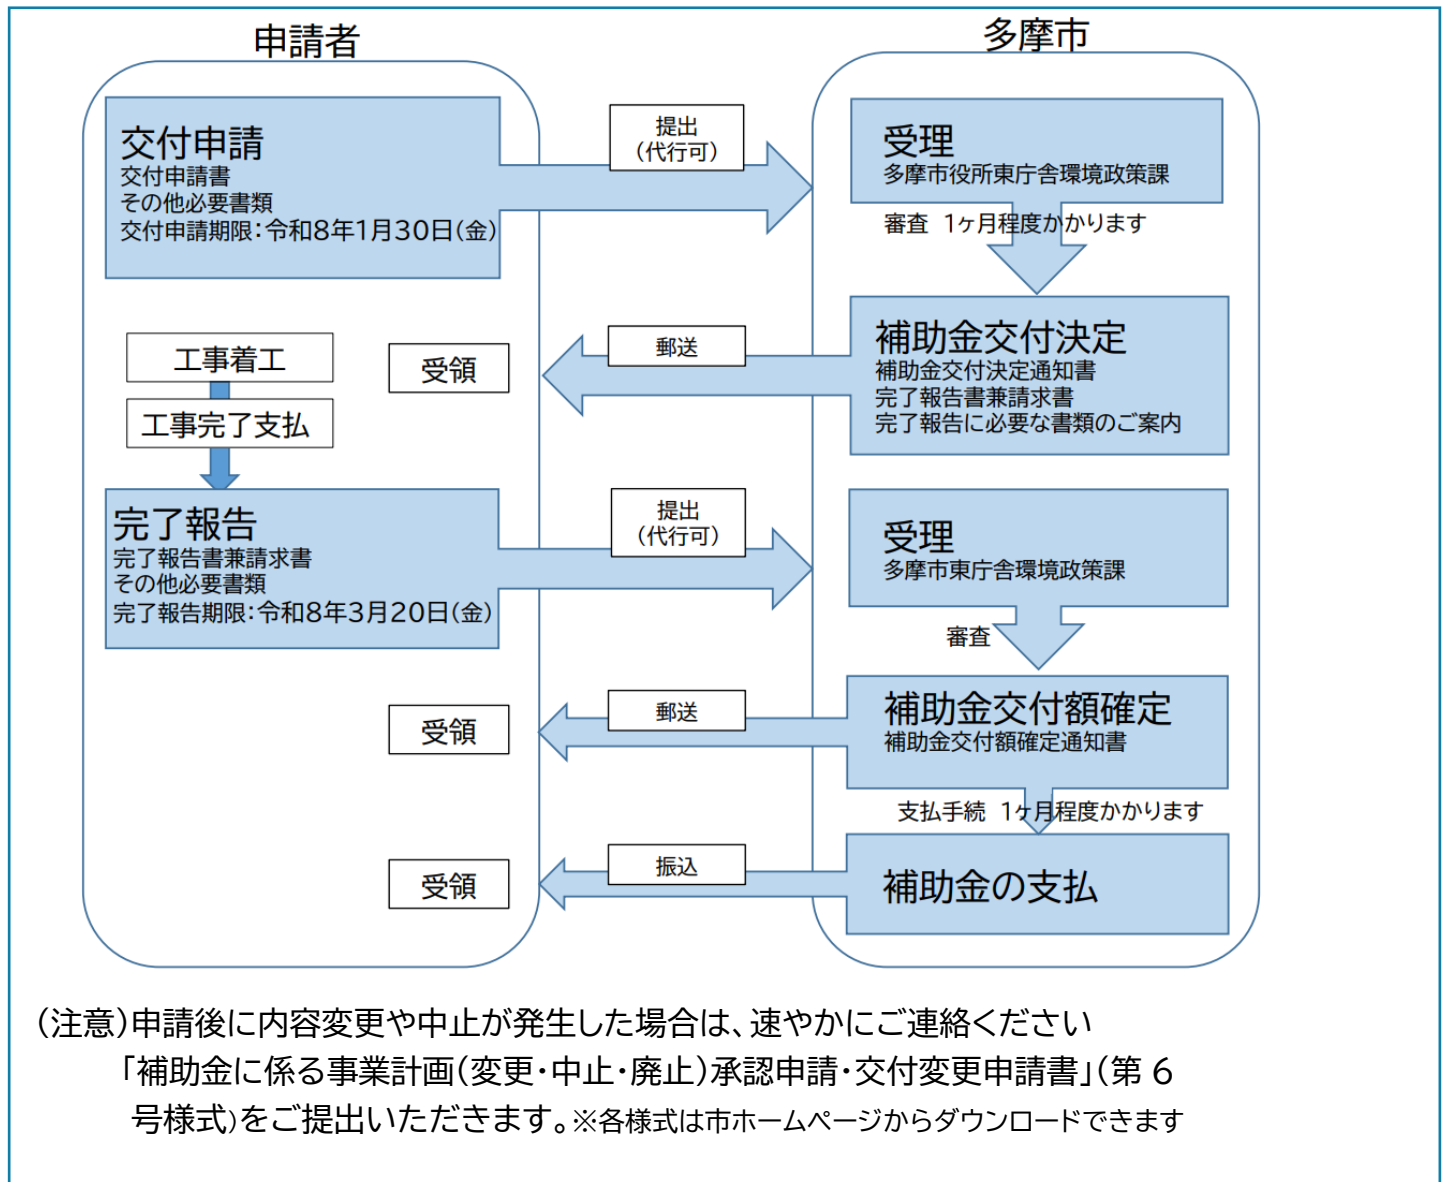 申請者
多摩市
交付申請
交付申請書
その他必要書類
交付申請期限：令和8年1月30日(金)
提出
(代行可)
受理
多摩市役所東庁舎環境政策課
審査　1ヶ月程度かかります
補助金交付決定
補助金交付決定通知書
完了報告書兼請求書
完了報告に必要な書類のご案内
郵送
受領
工事着工
工事完了支払
完了報告
完了報告書兼請求書
その他必要書類
完了報告期限：令和8年3月20日(金)
提出
(代行可)
受理
多摩市東庁舎環境政策課
審査
補助金交付額確定
補助金交付額確定通知書
郵送
受領
支払手続　1ヶ月程度かかります
補助金の支払
振込
受領
(注意)申請後に内容変更や中止が発生した場合は、速やかにご連絡ください
「補助金に係る事業計画(変更・中止・廃止)承認申請・交付変更申請書」(第 6
号様式)をご提出いただきます。※各様式は市ホームページからダウンロードできます